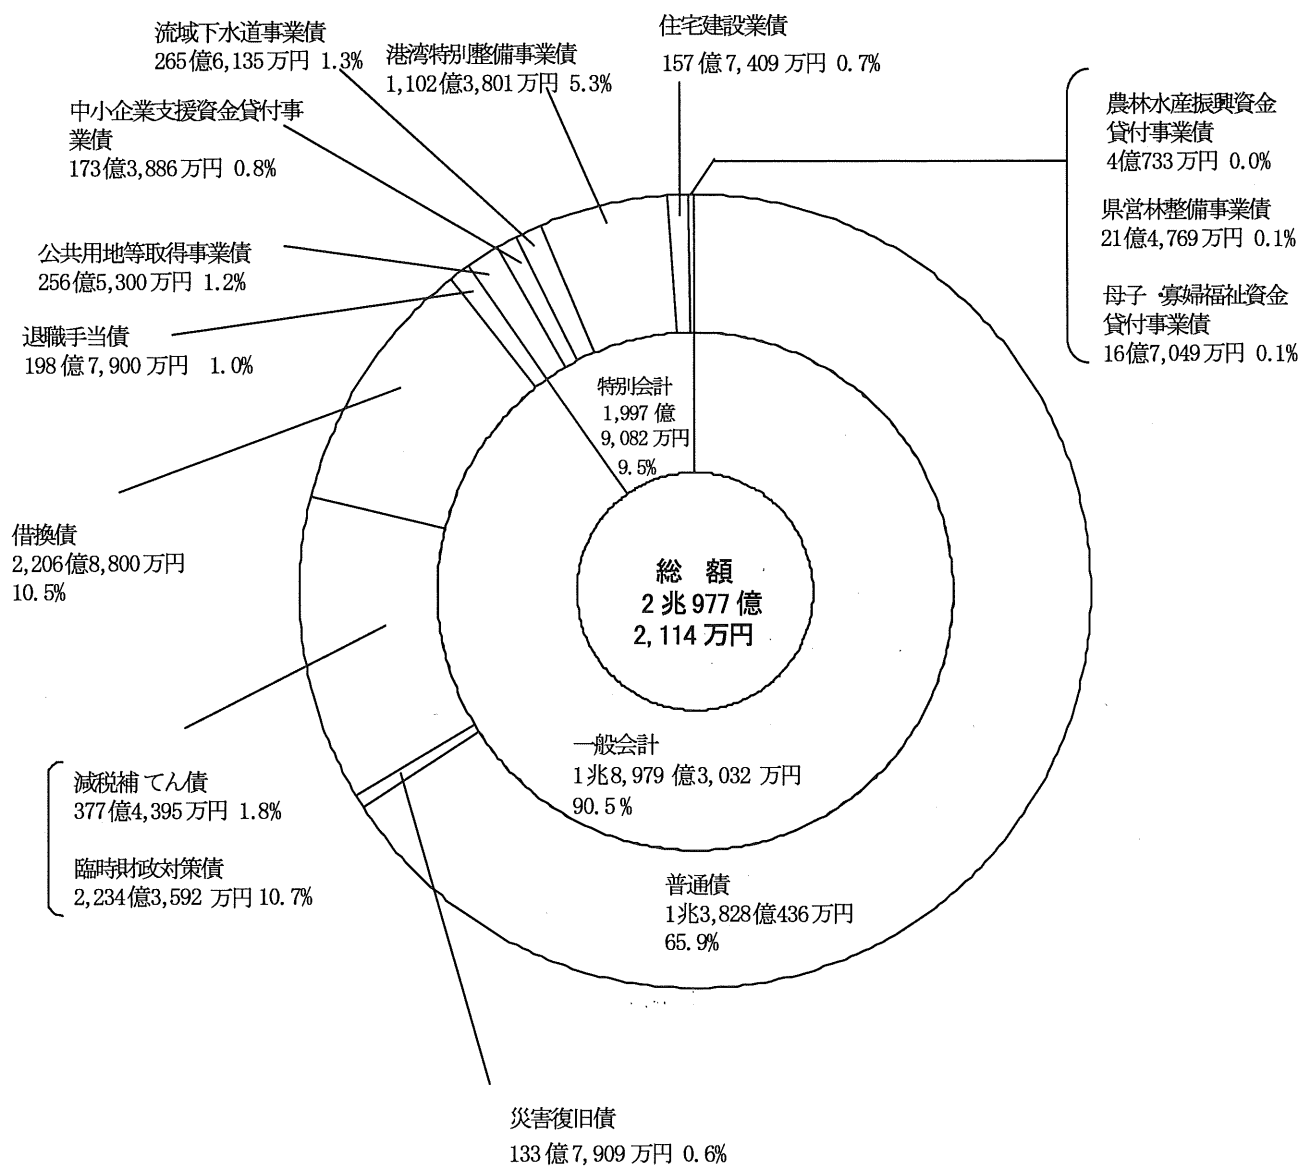 流域下水道事業債
265億6,135万円 1.3%
港湾特別整備事業債
1,102億3,801万円 5.3%
住宅建設業債
157億7,409万円 0.7%
中小企業支援資金貸付事
業債
173億3,886万円 0.8%
農林水産振興資金
貸付事業債
4億733万円 0.0%
県営林整備事業債
21億4,769万円 0.1%
母子・寡婦福祉資金
貸付事業債
16億7,049万円 0.1%
公共用地等取得事業債
256億5,300万円 1.2%
退職手当債
198億7,900万円 1.0%
特別会計
1,997億
9,082万円
9.5%
借換債
2,206億8,800万円
10.5%
総 額
2兆977億
2,114万円
一般会計
1兆8,979億3,032万円
90.5%
減税補てん債
377億4,395万円 1.8%
臨時財政対策債
2,234億3,592万円 10.7%
普通債
1兆3,828億436万円
65.9%
災害復旧債
133億7,909万円 0.6%